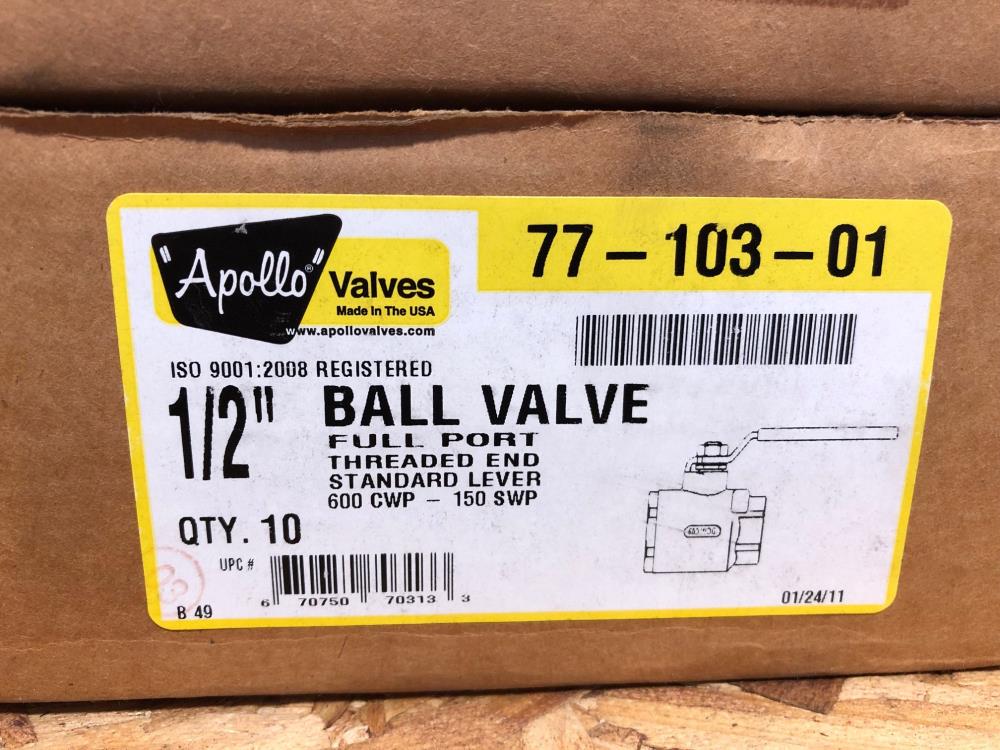 "Apollo"® Valves
Made In The USA
www.apollovalves.com
77-103-01
ISO 9001:2008 REGISTERED
1/2" BALL VALVE
FULL PORT
THREADED END
STANDARD LEVER
600 CWP - 150 SWP
QTY. 10
UPC #
6 70750 70313 3
B 49
01/24/11